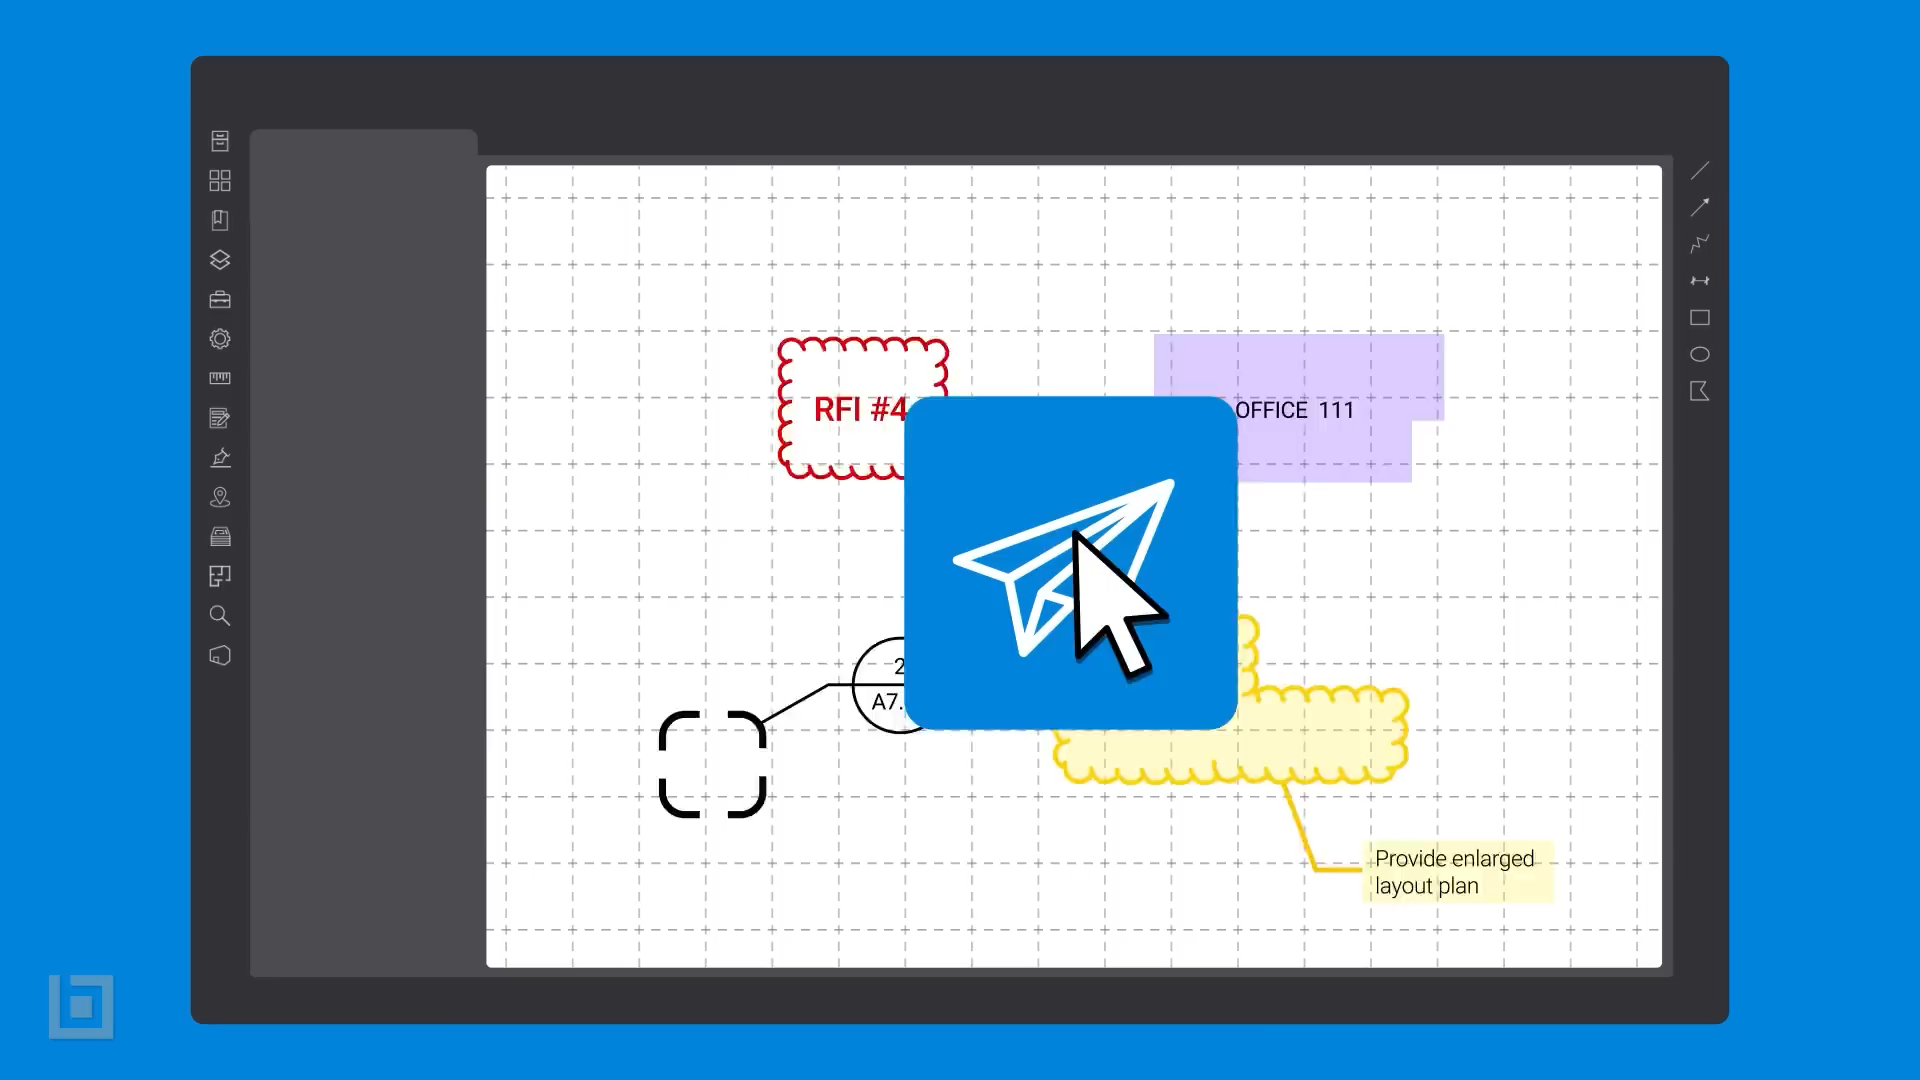 RFI #4
OFFICE 111
2
A7.
Provide enlarged
layout plan